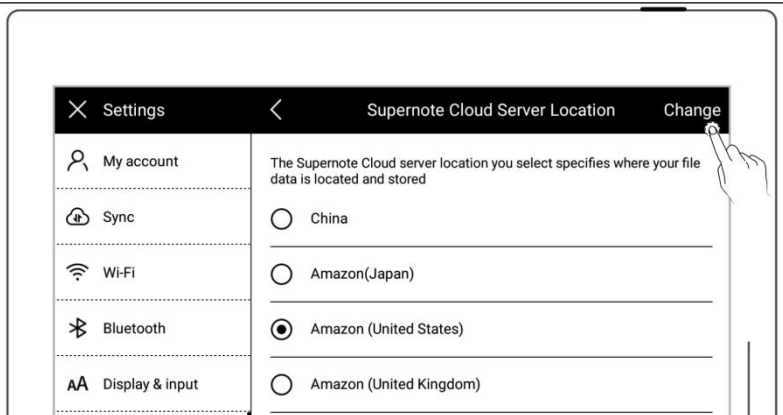 Settings
Supernote Cloud Server Location
Change
My account
Sync
Wi-Fi
Bluetooth
AA Display & input
The Supernote Cloud server location you select specifies where your file
data is located and stored
China
Amazon(Japan)
Amazon (United States)
Amazon (United Kingdom)